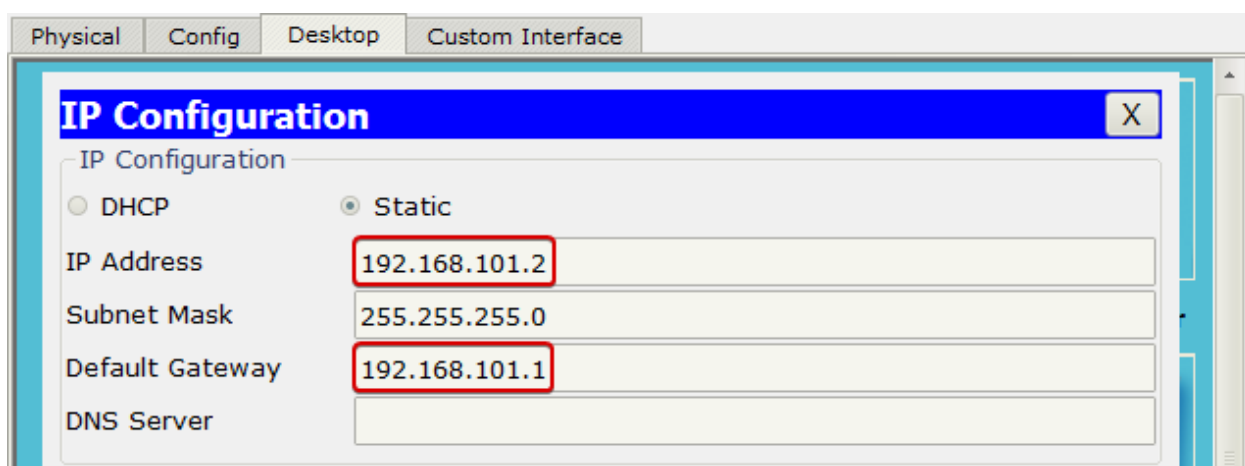 Physical Config Desktop Custom Interface
IP Configuration X
IP Configuration
DHCP Static
IP Address 192.168.101.2
Subnet Mask 255.255.255.0
Default Gateway 192.168.101.1
DNS Server